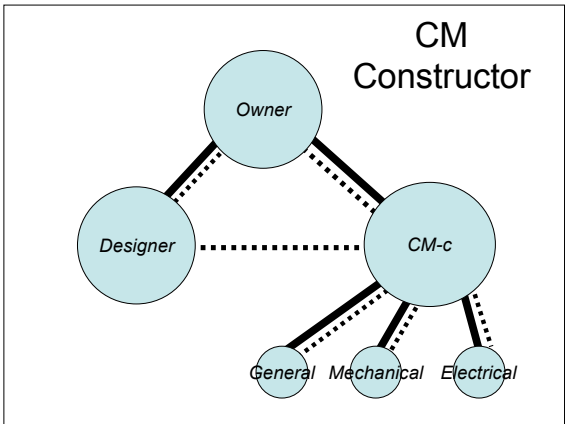 CM
Constructor
Owner
Designer
CM-c
General
Mechanical
Electrical